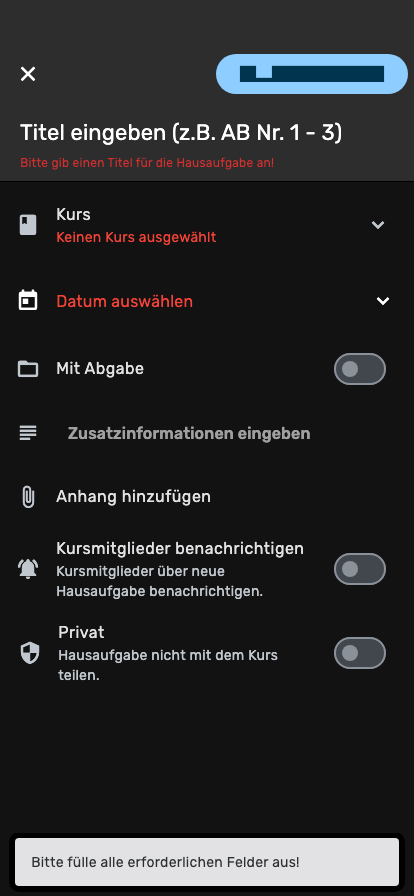 Titel eingeben (z.B. AB Nr. 1 - 3)
Bitte gib einen Titel für die Hausaufgabe an!
Kurs
Keinen Kurs ausgewählt
Datum auswählen
Mit Abgabe
Zusatzinformationen eingeben
Anhang hinzufügen
Kursmitglieder benachrichtigen
Kursmitglieder über neue
Hausaufgabe benachrichtigen.
Privat
Hausaufgabe nicht mit dem Kurs
teilen.
Bitte fülle alle erforderlichen Felder aus!